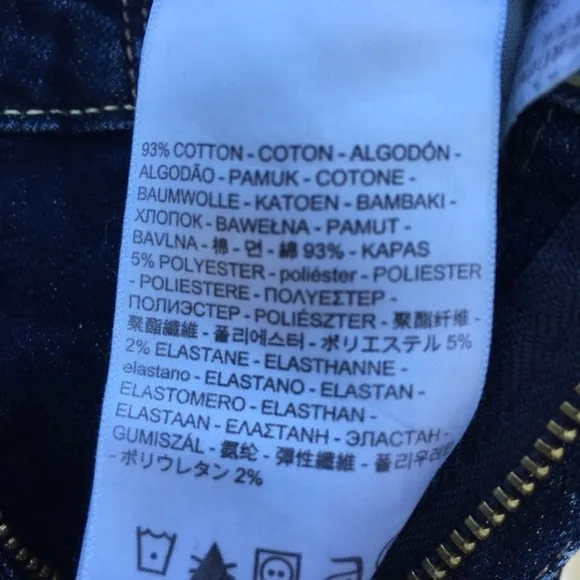 93% COTTON - COTON - ALGODÓN -
ALGODÃO - PAMUK - COTONE -
BAUMWOLLE - KATOEN - BAMBAKI -
ХЛОПОК - BAWEŁNA - PAMUT -
BAVLNA - 棉 - 면 - 綿 93% - KAPAS
5% POLYESTER - poliéster - POLIESTER
- POLIESTERE - ΠΟΛΥΕΣΤΕΡ -
ПОЛИЭСТЕР - POLIÉSZTER - 聚酯纤维 -
聚酯纖維 - 폴리에스터 - ポリエステル 5%
2% ELASTANE - ELASTHANNE -
elastano - ELASTANO - ELASTAN -
ELASTOMERO - ELASTHAN -
ELASTAAN - ΕΛΑΣΤΑΝΗ - ЭЛАСТАН -
GUMISZÁL - 氨纶 - 彈性纖維 - 폴리우레탄
- ポリウレタン 2%